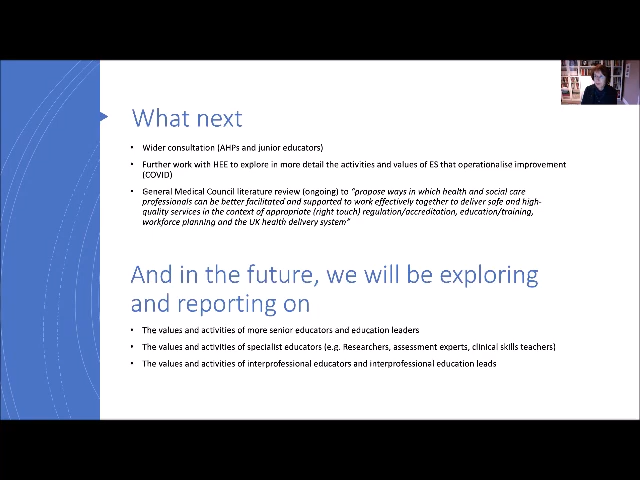 What next
• Wider consultation (AHPs and junior educators)
• Further work with HEE to explore in more detail the activities and values of ES that operationalise improvement
(COVID)
• General Medical Council literature review (ongoing) to "propose ways in which health and social care
professionals can be better facilitated and supported to work effectively together to deliver safe and high-
quality services in the context of appropriate (right touch) regulation/accreditation, education/training,
workforce planning and the UK health delivery system"
And in the future, we will be exploring
and reporting on
• The values and activities of more senior educators and education leaders
• The values and activities of specialist educators (e.g. Researchers, assessment experts, clinical skills teachers)
• The values and activities of interprofessional educators and interprofessional education leads